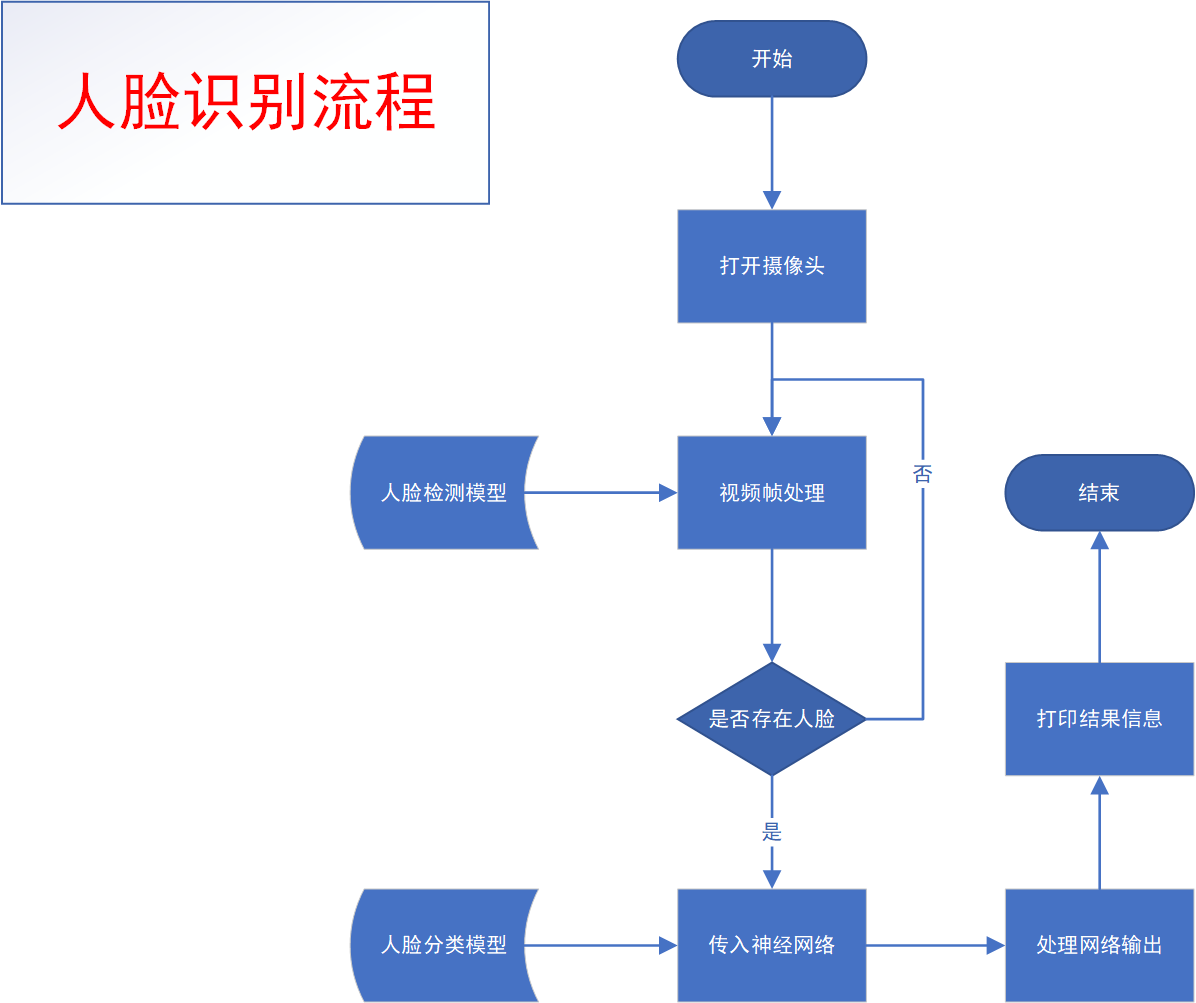 人脸识别流程
开始
打开摄像头
人脸检测模型
视频帧处理
否
结束
是否存在人脸
打印结果信息
是
人脸分类模型
传入神经网络
处理网络输出